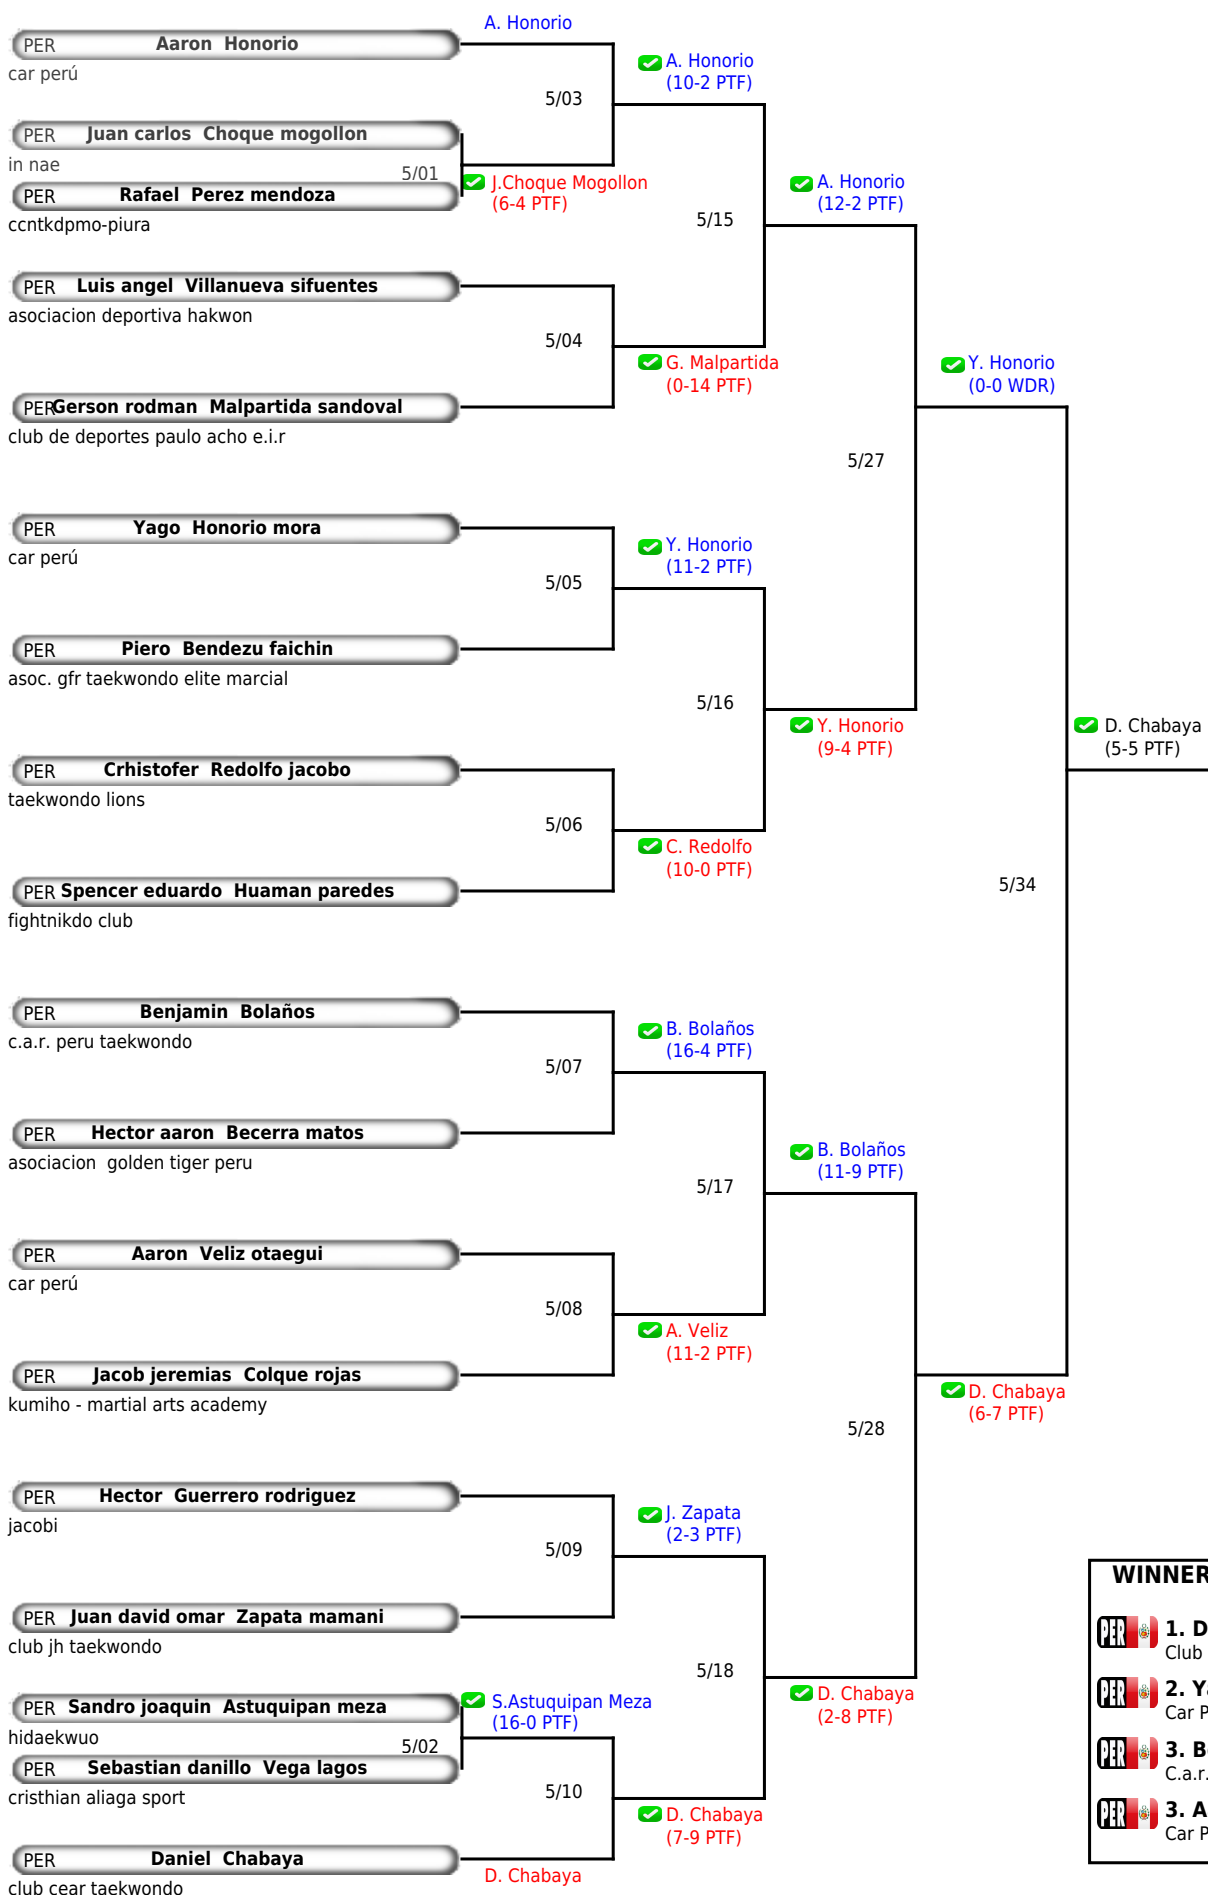 A. Honorio
PER Aaron Honorio
car perú
A. Honorio
(10-2 PTF)
5/03
PER Juan carlos Choque mogollon
in nae
5/01
J.Choque Mogollon
(6-4 PTF)
PER Rafael Perez mendoza
ccntkdpmo-piura
A. Honorio
(12-2 PTF)
5/15
PER Luis angel Villanueva sifuentes
asociacion deportiva hakwon
5/04
G. Malpartida
(0-14 PTF)
Y. Honorio
(0-0 WDR)
PER Gerson rodman Malpartida sandoval
club de deportes paulo acho e.i.r
5/27
PER Yago Honorio mora
car perú
Y. Honorio
(11-2 PTF)
5/05
PER Piero Bendezu faichin
asoc. gfr taekwondo elite marcial
5/16
Y. Honorio
(9-4 PTF)
D. Chabaya
(5-5 PTF)
PER Crhistofer Redolfo jacobo
taekwondo lions
5/06
C. Redolfo
(10-0 PTF)
PER Spencer eduardo Huaman paredes
fightnikdo club
5/34
PER Benjamin Bolaños
c.a.r. peru taekwondo
B. Bolaños
(16-4 PTF)
5/07
PER Hector aaron Becerra matos
asociacion golden tiger peru
B. Bolaños
(11-9 PTF)
5/17
PER Aaron Veliz otaegui
car perú
5/08
A. Veliz
(11-2 PTF)
PER Jacob jeremias Colque rojas
kumiho - martial arts academy
D. Chabaya
(6-7 PTF)
5/28
PER Hector Guerrero rodriguez
jacobi
J. Zapata
(2-3 PTF)
5/09
PER Juan david omar Zapata mamani
club jh taekwondo
5/18
D. Chabaya
(2-8 PTF)
PER Sandro joaquin Astuquipan meza
hidaekwuo
S.Astuquipan Meza
(16-0 PTF)
5/02
PER Sebastian danillo Vega lagos
cristhian aliaga sport
5/10
D. Chabaya
(7-9 PTF)
PER Daniel Chabaya
club cear taekwondo
D. Chabaya
WINNER
PER 1. D
Club
PER 2. Y
Car P
PER 3. B
C.a.r.
PER 3. A
Car P